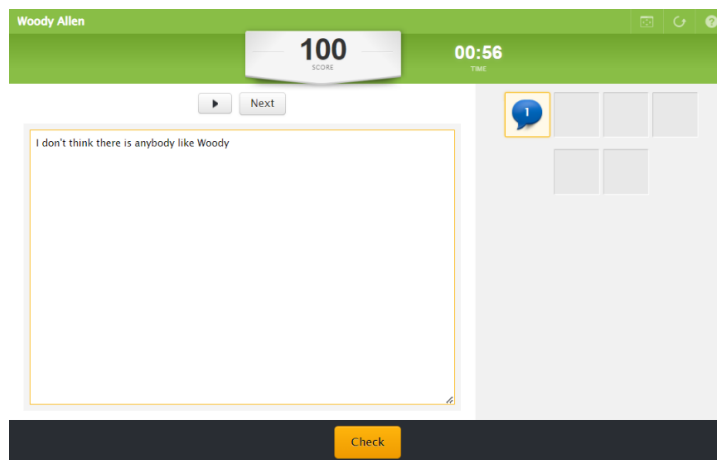 Woody Allen
100
SCORE
00:56
TIME
Next
1
I don't think there is anybody like Woody
Check